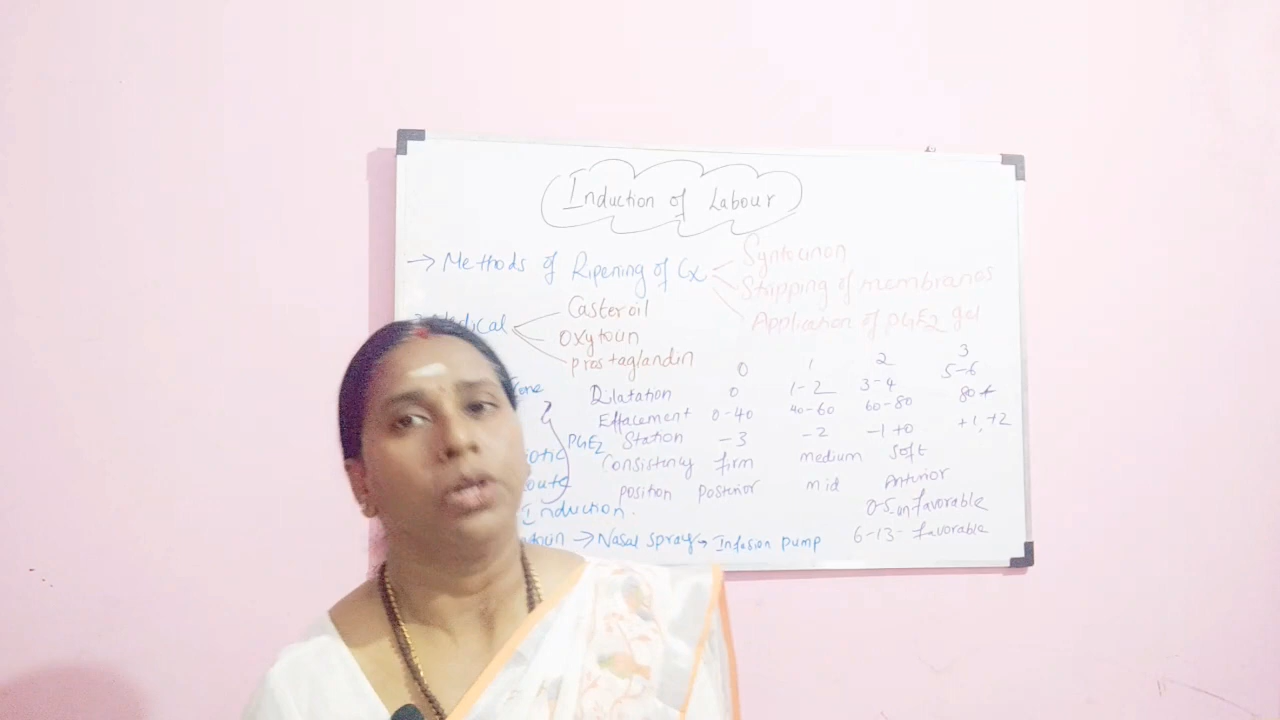 Induction of Labour
→ Methods of Ripening of Cx
Syntocinon
Stripping of membranes
Application of PGE2 gel
Casteroil
Oxytocin
prostaglandin
0 1 2 3
Dilatation 0 1-2 3-4 5-6
Effacement 0-40 40-60 60-80 80+
PGE2 Station -3 -2 -1+0 +1,+2
Consistency firm medium soft
position Posterior mid Anterior
0-5-unfavorable
Induction.
6-13- favorable
→ Nasal spray → Infusion pump